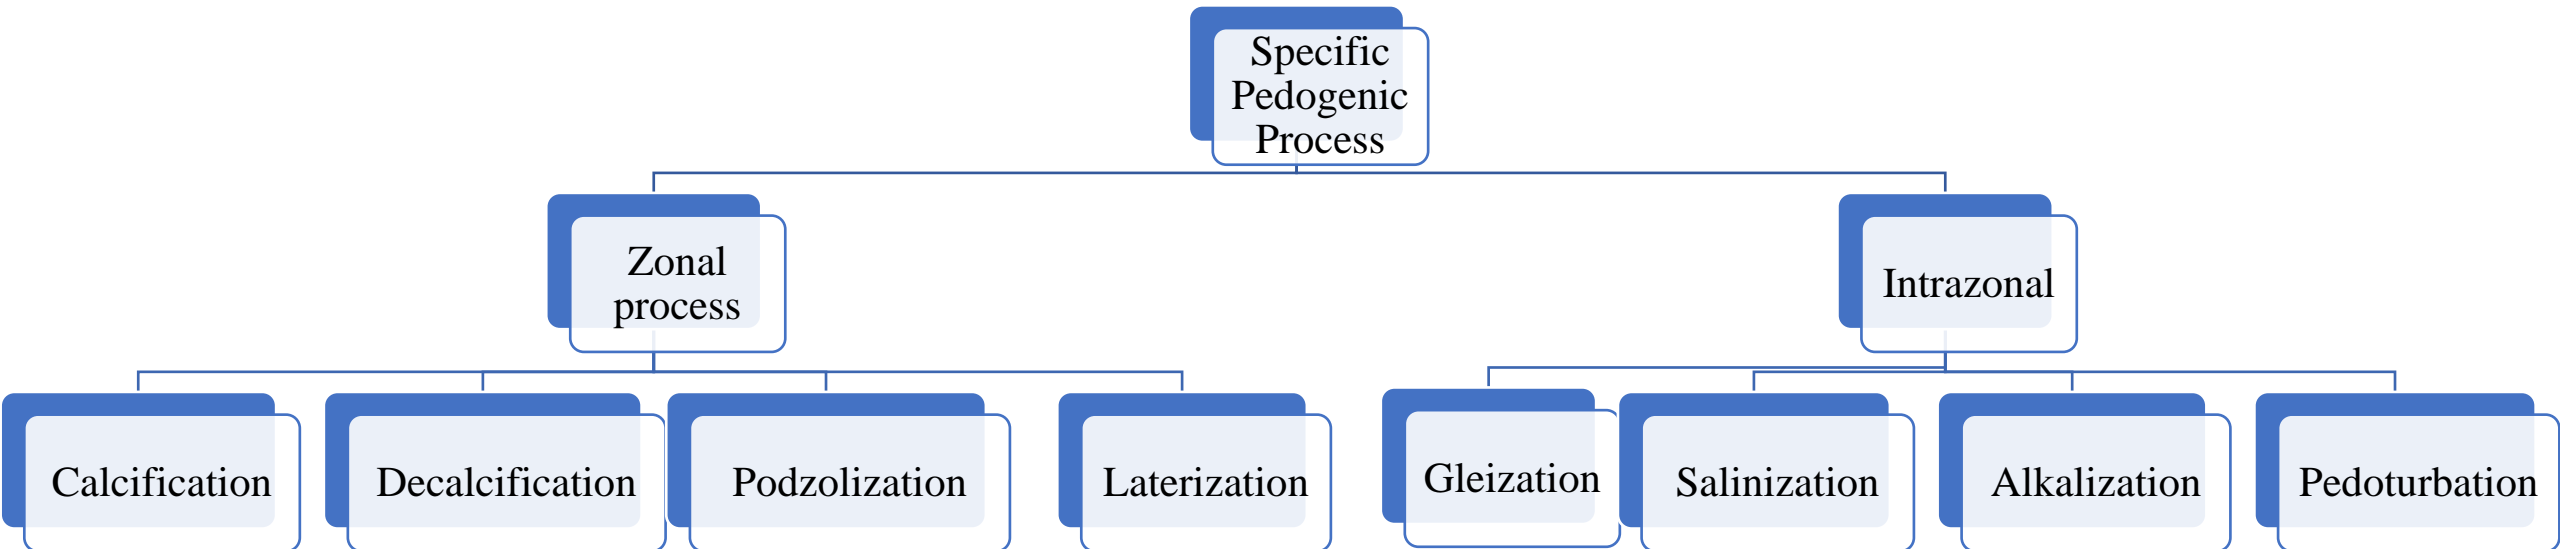 Specific
Pedogenic
Process
Zonal
process
Intrazonal
Calcification
Decalcification
Podzolization
Laterization
Gleization
Salinization
Alkalization
Pedoturbation